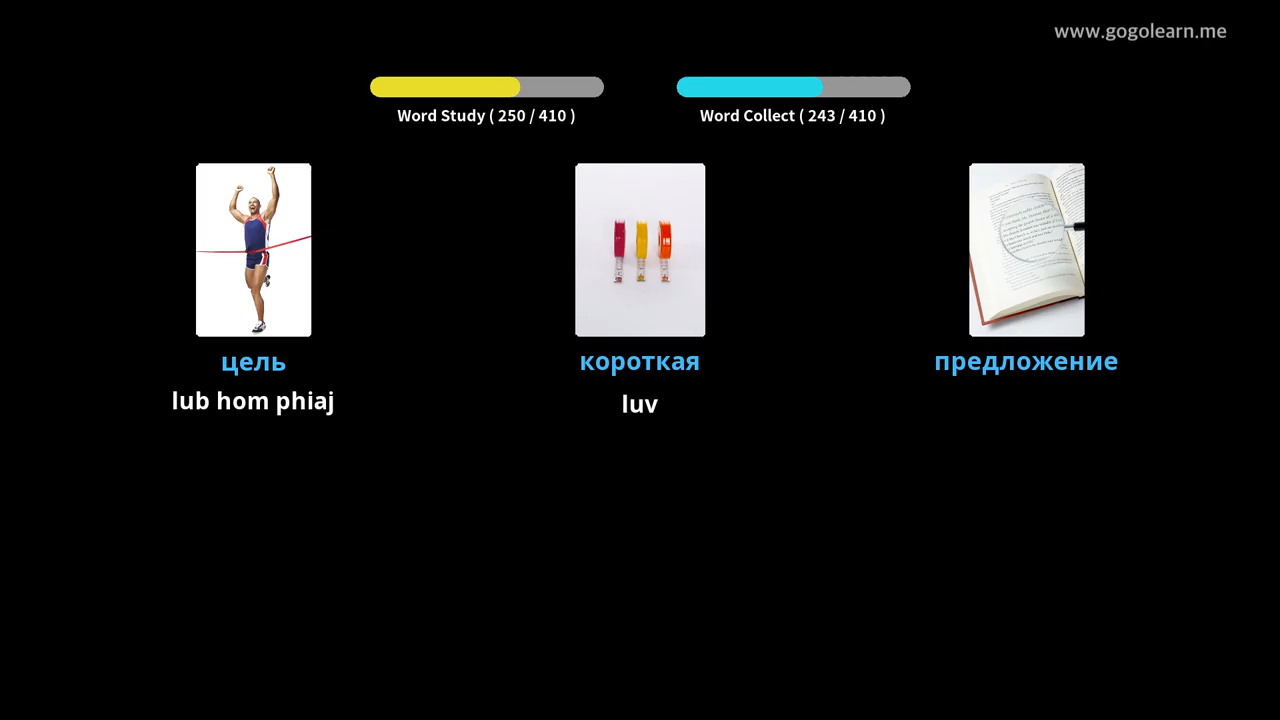 www.gogolearn.me
Word Study ( 250 / 410 )
Word Collect ( 243 / 410 )
цель
короткая
предложение
lub hom phiaj
luv